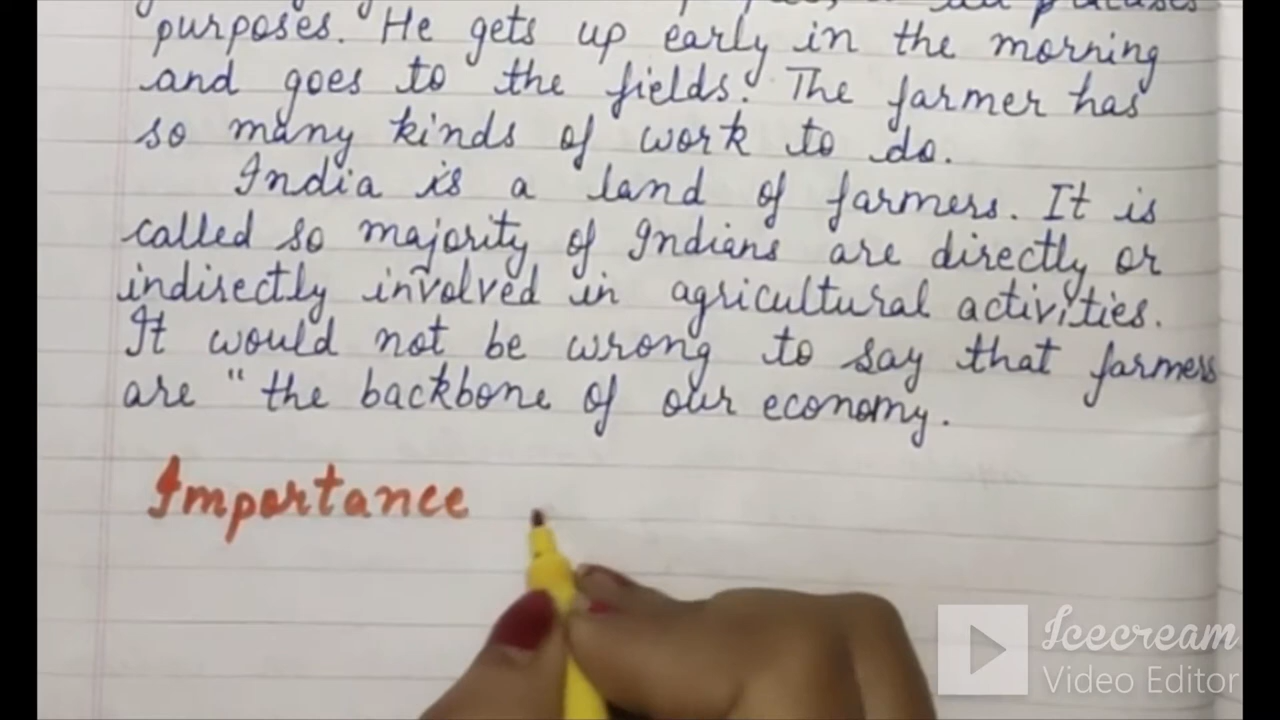 purposes. He gets up early in the morning
and goes to the fields. The farmer has
so many kinds of work to do.
India is a land of farmers. It is
called so majority of Indians are directly or
indirectly involved in agricultural activities.
It would not be wrong to say that farmers
are " the backbone of our economy.
Importance
Icecream
Video Editor